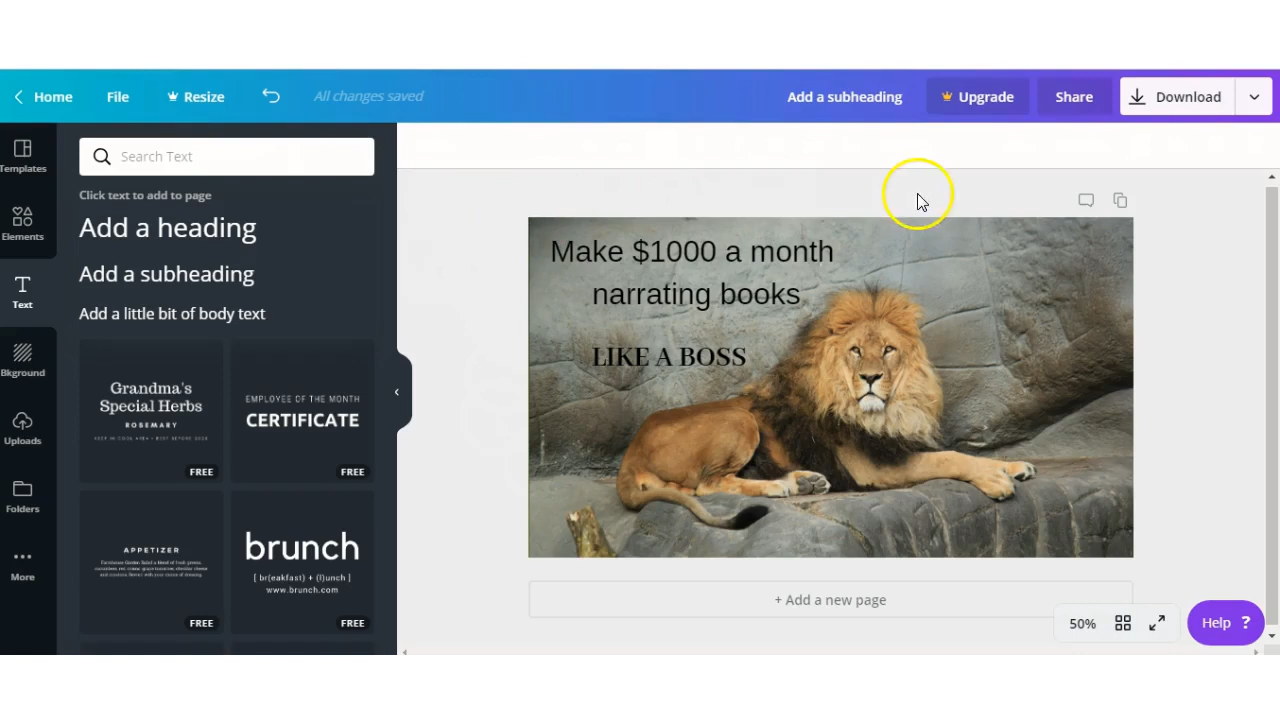 Home File Resize All changes saved Add a subheading Upgrade Share Download
Templates
Elements
Text
Bkground
Uploads
Folders
More
Search Text
Click text to add to page
Add a heading
Add a subheading
Add a little bit of body text
Grandma's
Special Herbs
ROSEMARY
FREE
EMPLOYEE OF THE MONTH
CERTIFICATE
FREE
APPETIZER
FREE
brunch
[ br(eakfast) + (l)unch ]
www.brunch.com
FREE
Make $1000 a month
narrating books
LIKE A BOSS
+ Add a new page
50%
Help ?